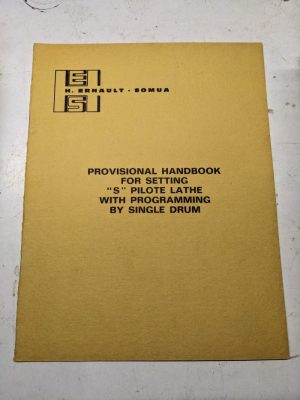 E
H. ERNAULT - SOMUA
S
PROVISIONAL HANDBOOK
FOR SETTING
"S" PILOTE LATHE
WITH PROGRAMMING
BY SINGLE DRUM